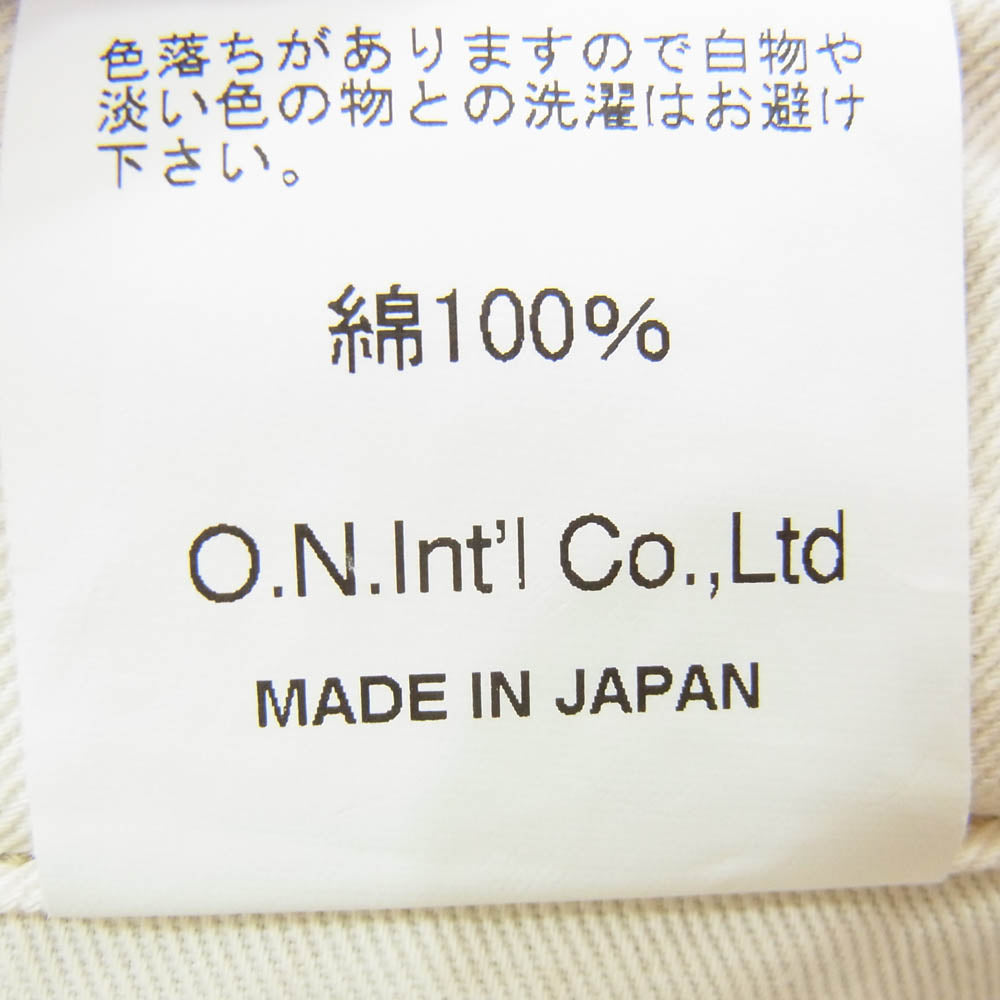 色落ちがありますので白物や
淡い色の物との洗濯はお避け
下さい。
綿100%
O.N.Int'l Co.,Ltd
MADE IN JAPAN